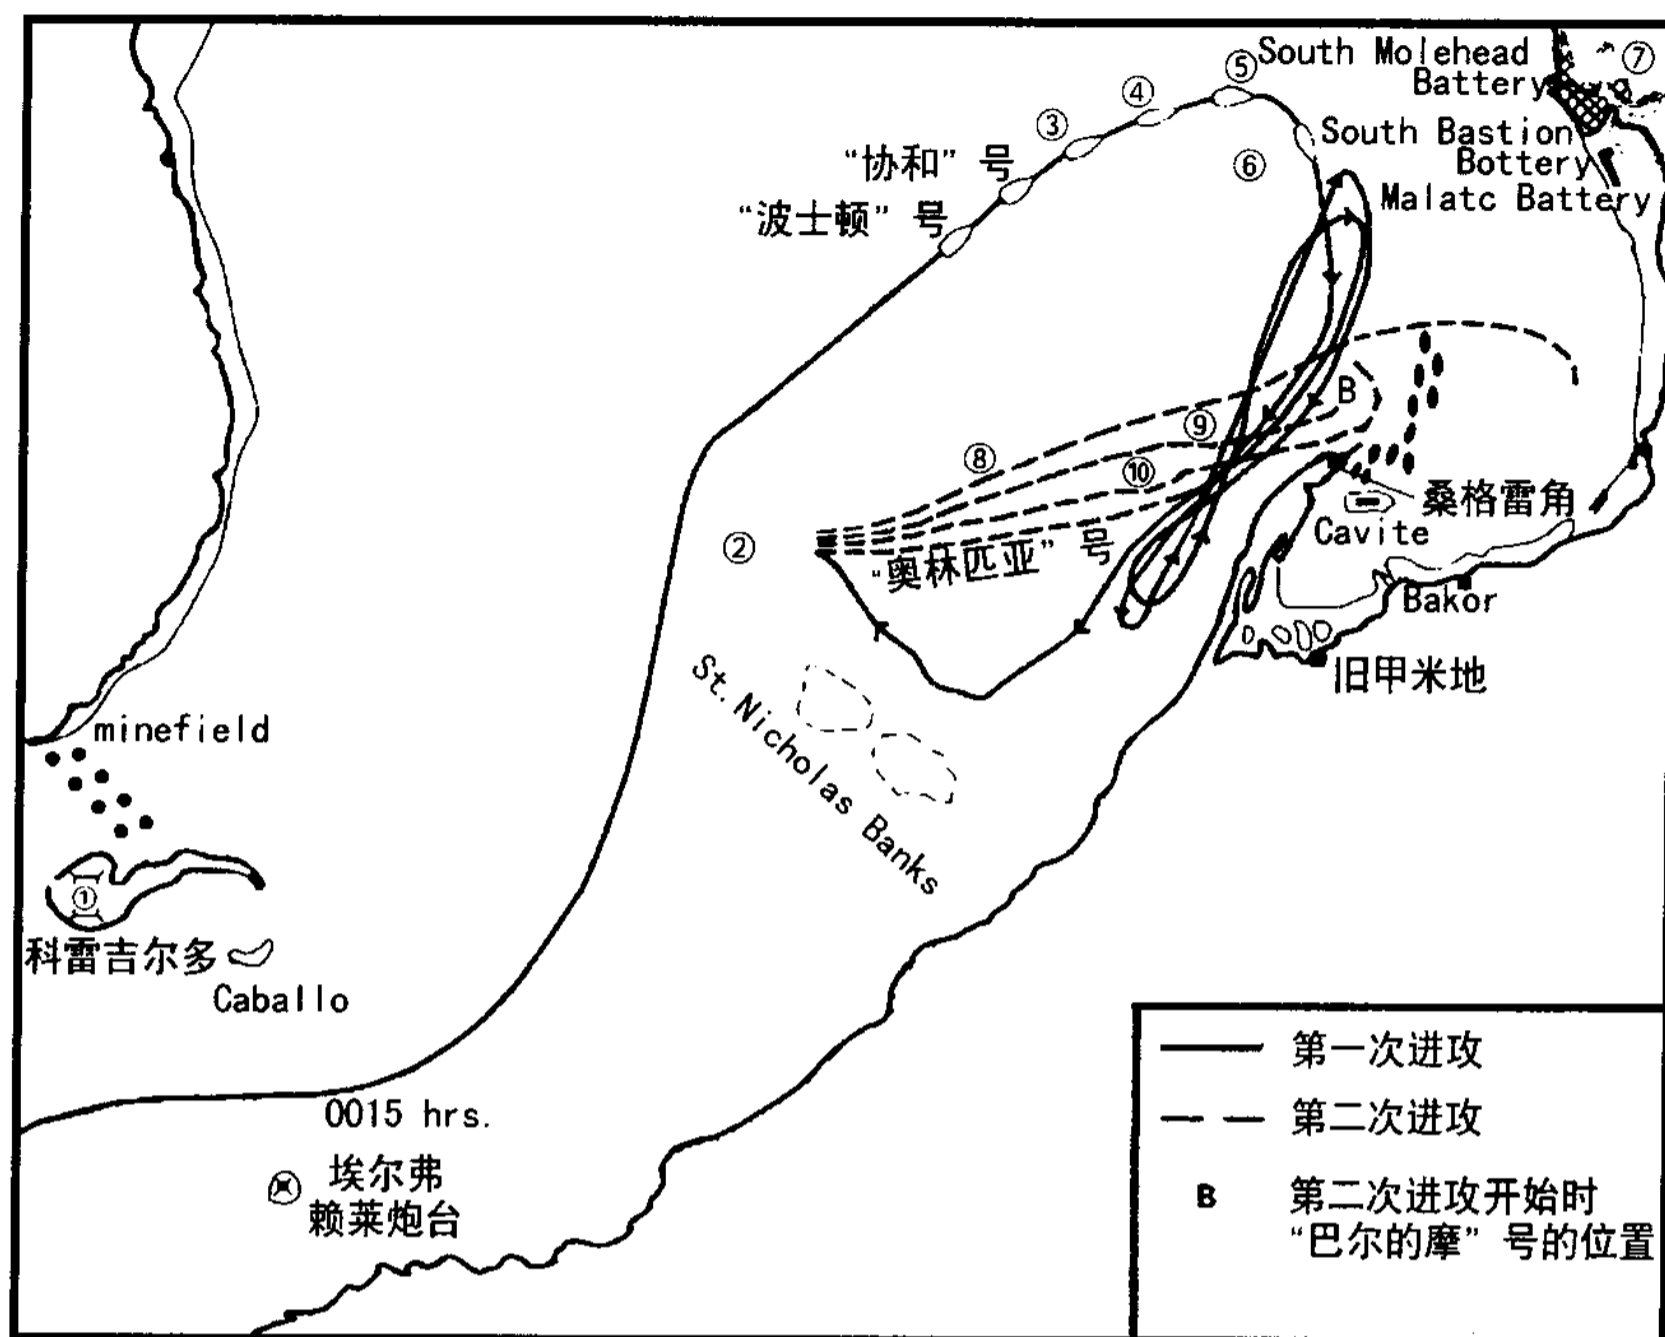 South Molehead
Battery
⑦
⑤
④
③
South Bastion
Bottery
“协和” 号
⑥
Malatc Battery
“波士顿” 号
B
⑨
⑧
⑩
桑格雷角
Cavite
②
“奥林匹亚” 号
Bakor
旧甲米地
St. Nicholas Banks
minefield
①
科雷吉尔多
Caballo
0015 hrs.
埃尔弗
赖莱炮台
第一次进攻
第二次进攻
B 第二次进攻开始时
“巴尔的摩” 号的位置